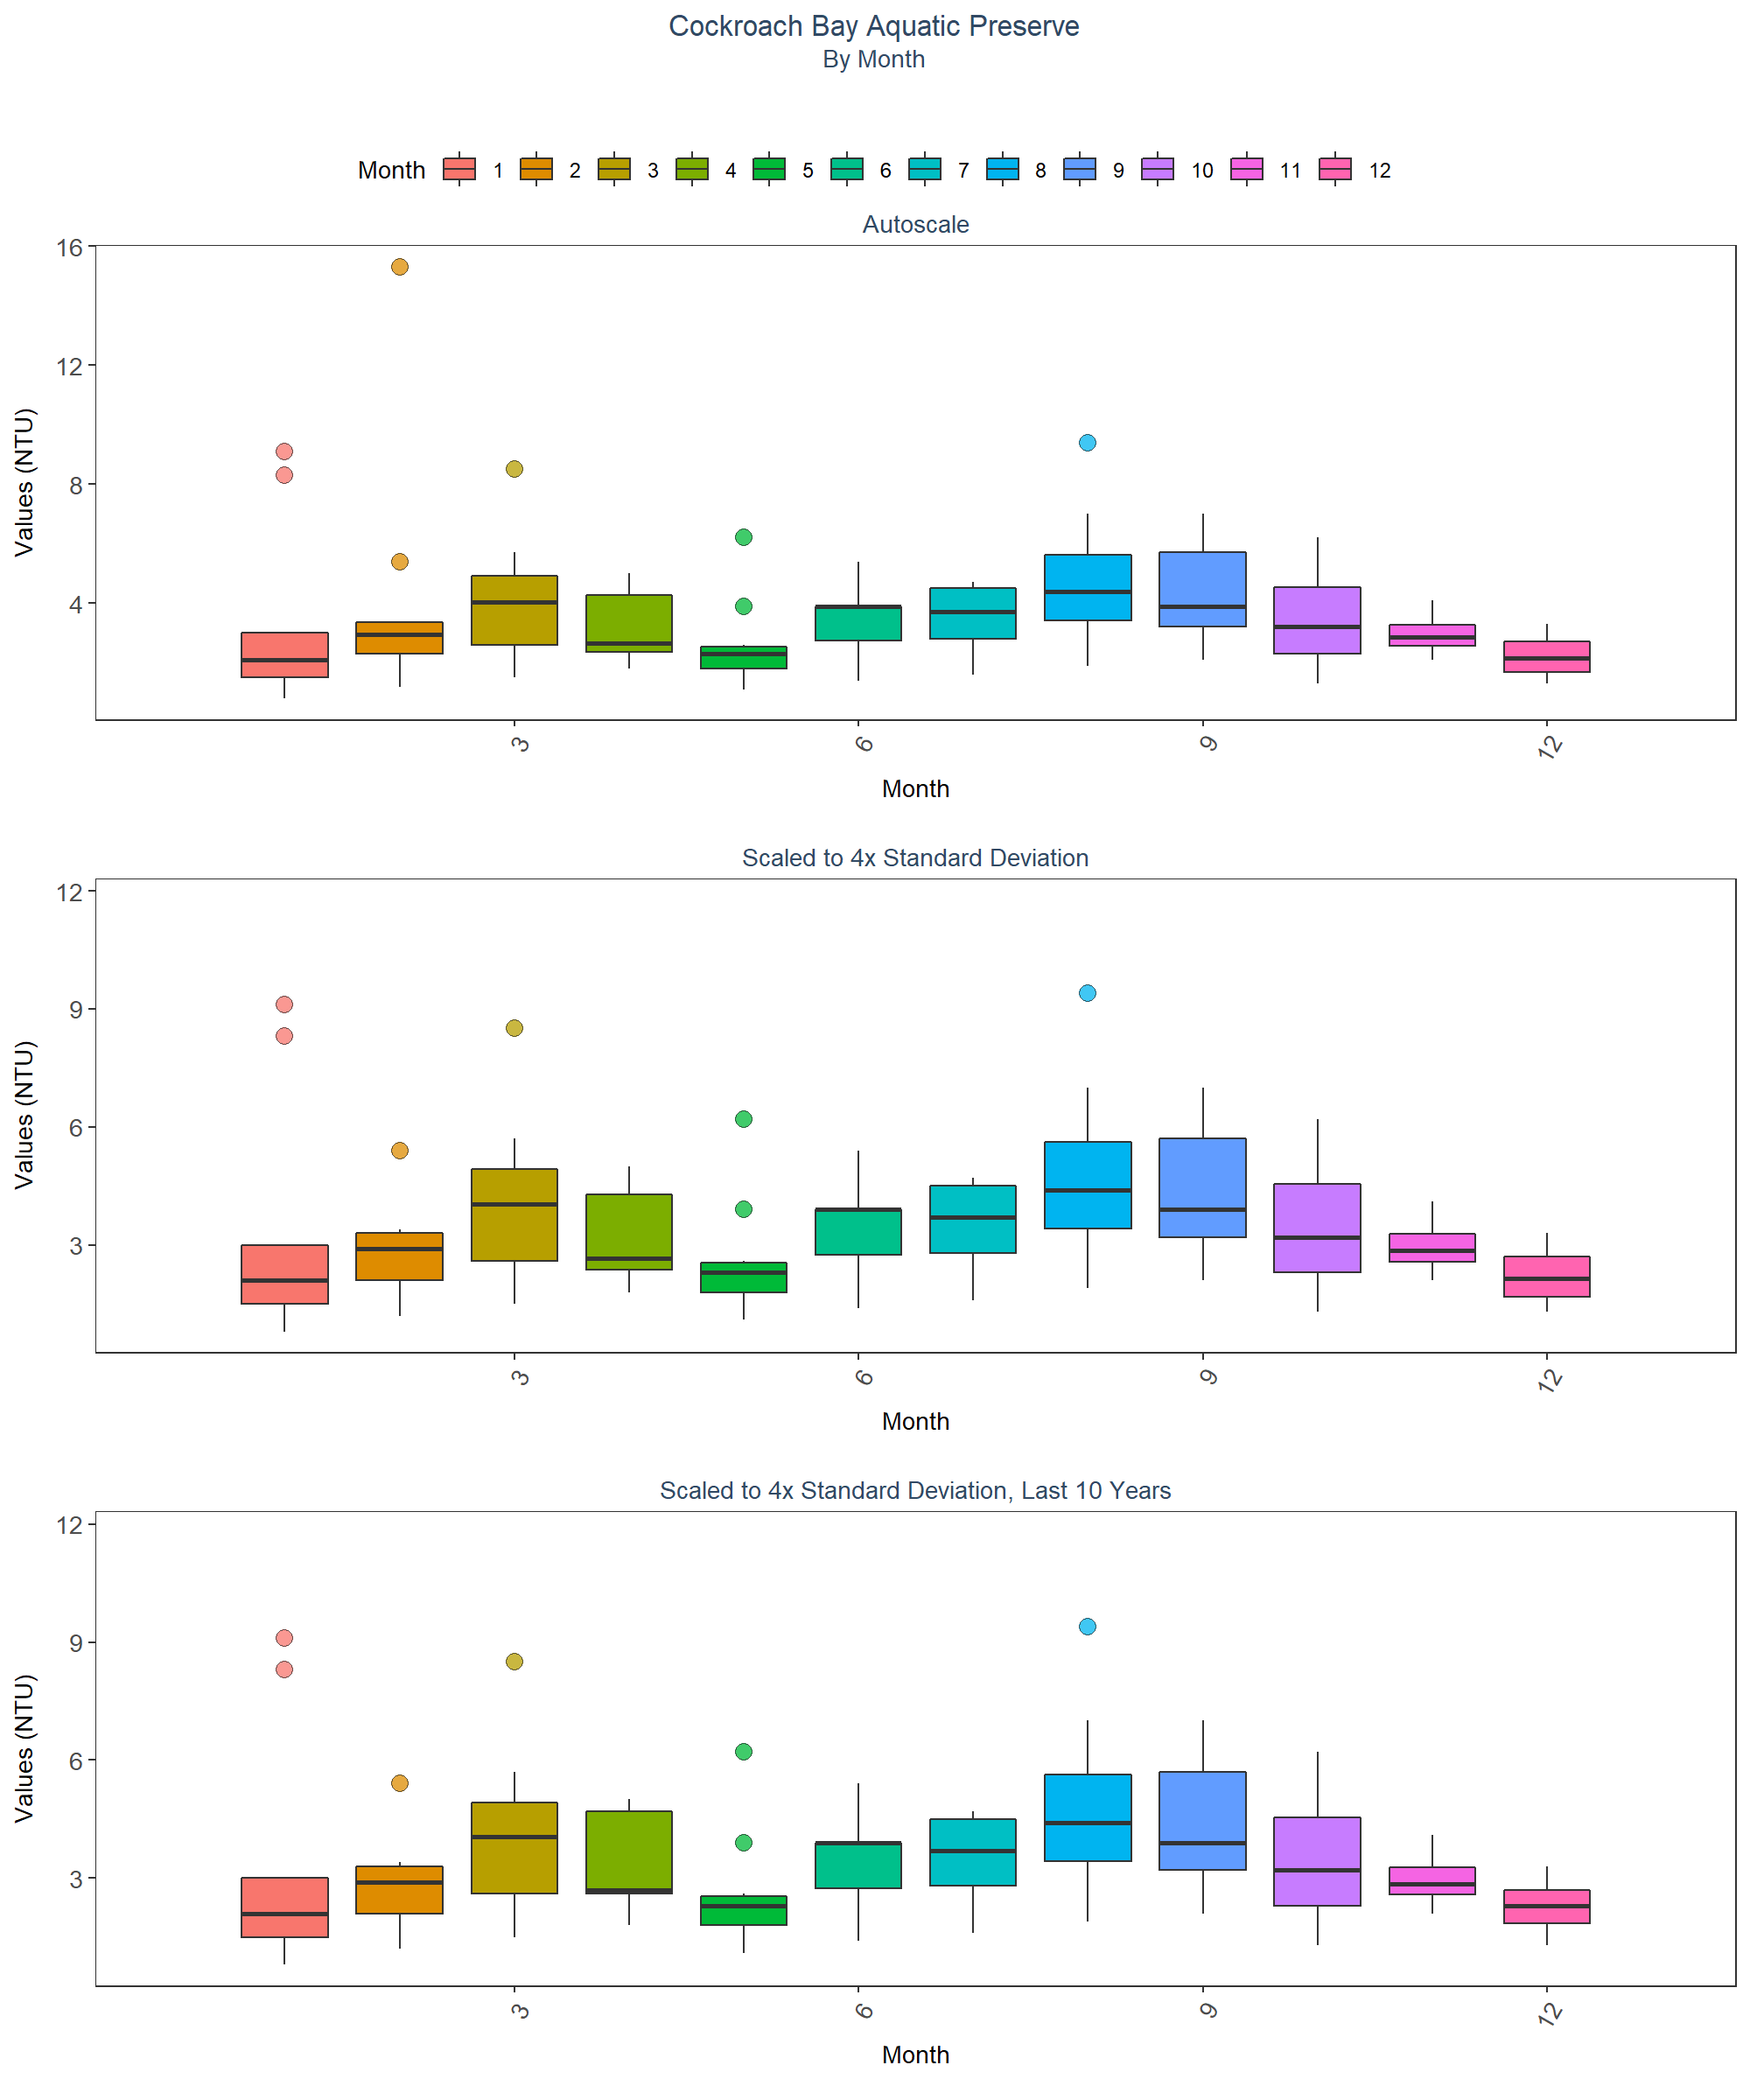 Cockroach Bay Aquatic Preserve
By Month
Month 1 2 3 4 5 6 7 8 9 10 11 12
Autoscale
Values (NTU)
16
12
8
4
3 6 9 12
Month
Scaled to 4x Standard Deviation
Values (NTU)
12
9
6
3
3 6 9 12
Month
Scaled to 4x Standard Deviation, Last 10 Years
Values (NTU)
12
9
6
3
3 6 9 12
Month